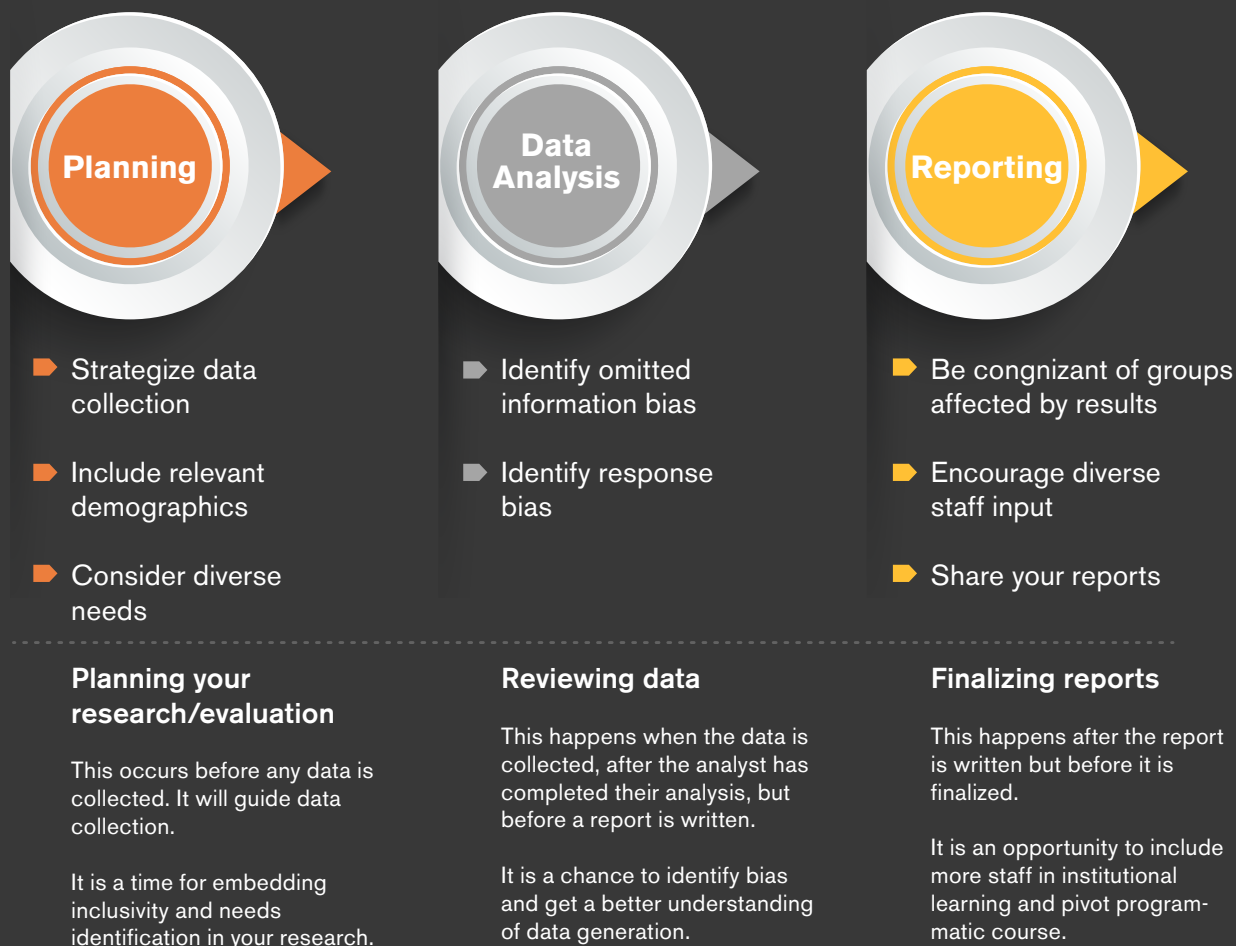 Planning
Strategize data
collection
Include relevant
demographics
Consider diverse
needs
Planning your
research/evaluation
This occurs before any data is
collected. It will guide data
collection.
It is a time for embedding
inclusivity and needs
identification in your research.
Data
Analysis
Identify omitted
information bias
Identify response
bias
Reviewing data
This happens when the data is
collected, after the analyst has
completed their analysis, but
before a report is written.
It is a chance to identify bias
and get a better understanding
of data generation.
Reporting
Be congnizant of groups
affected by results
Encourage diverse
staff input
Share your reports
Finalizing reports
This happens after the report
is written but before it is
finalized.
It is an opportunity to include
more staff in institutional
learning and pivot program-
matic course.